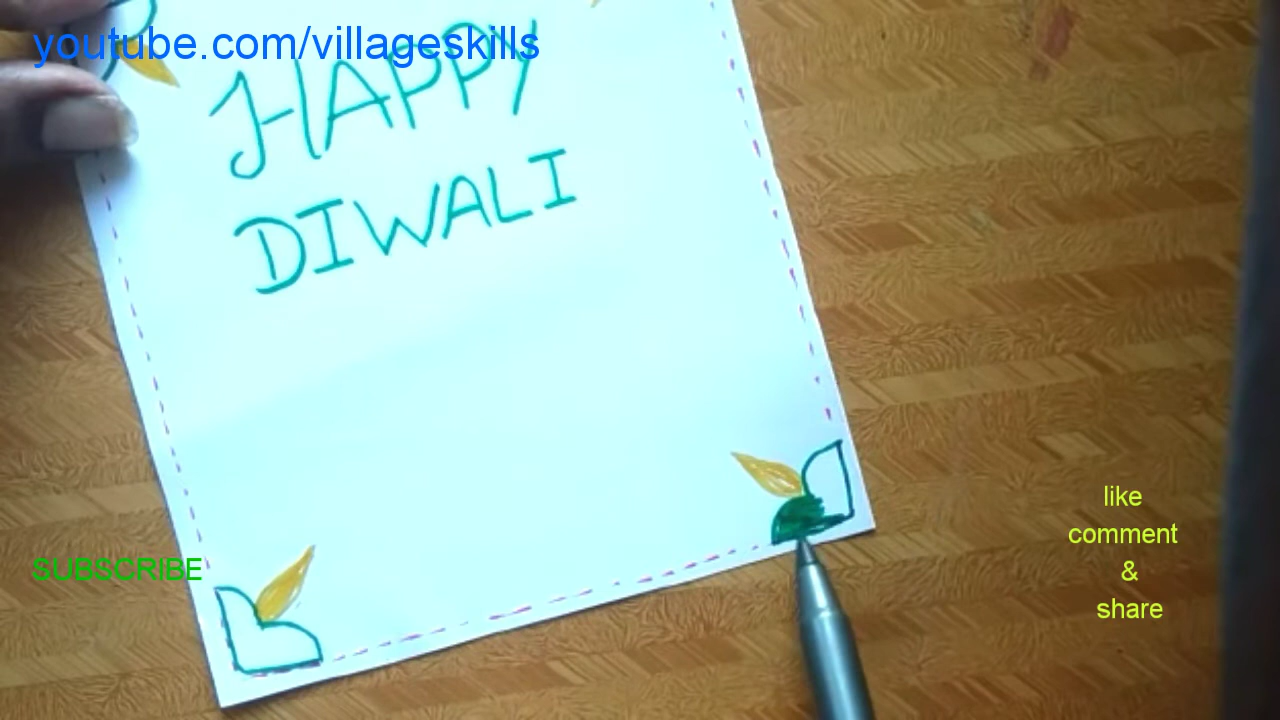 youtube.com/villageskills
HAPPY
DIWALI
SUBSCRIBE
like
comment
&
share